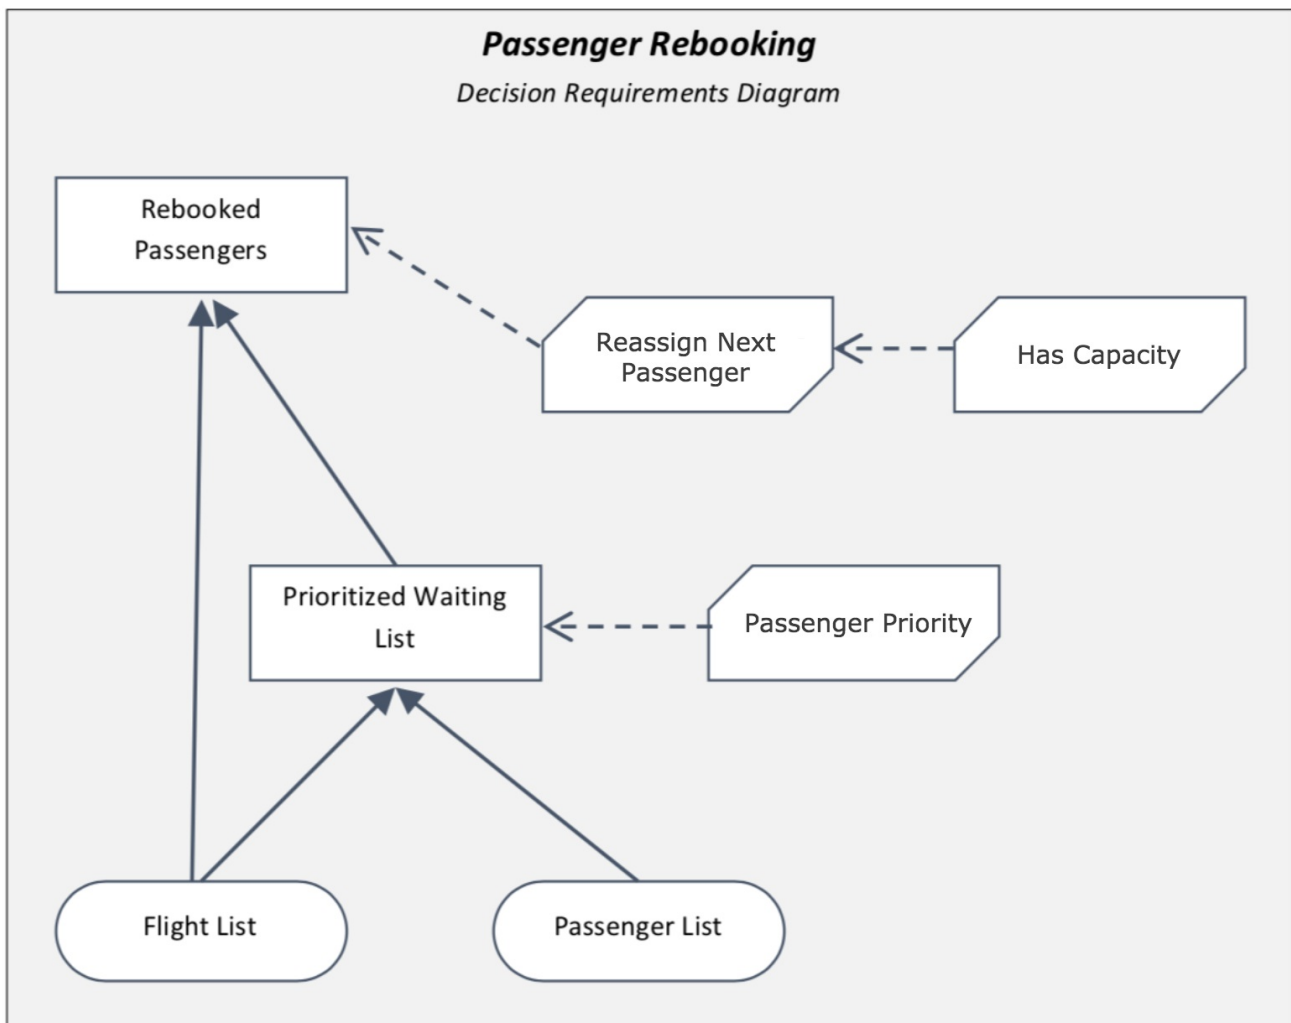 Passenger Rebooking
Decision Requirements Diagram
Rebooked
Passengers
Reassign Next
Passenger
Has Capacity
Prioritized Waiting
List
Passenger Priority
Flight List
Passenger List